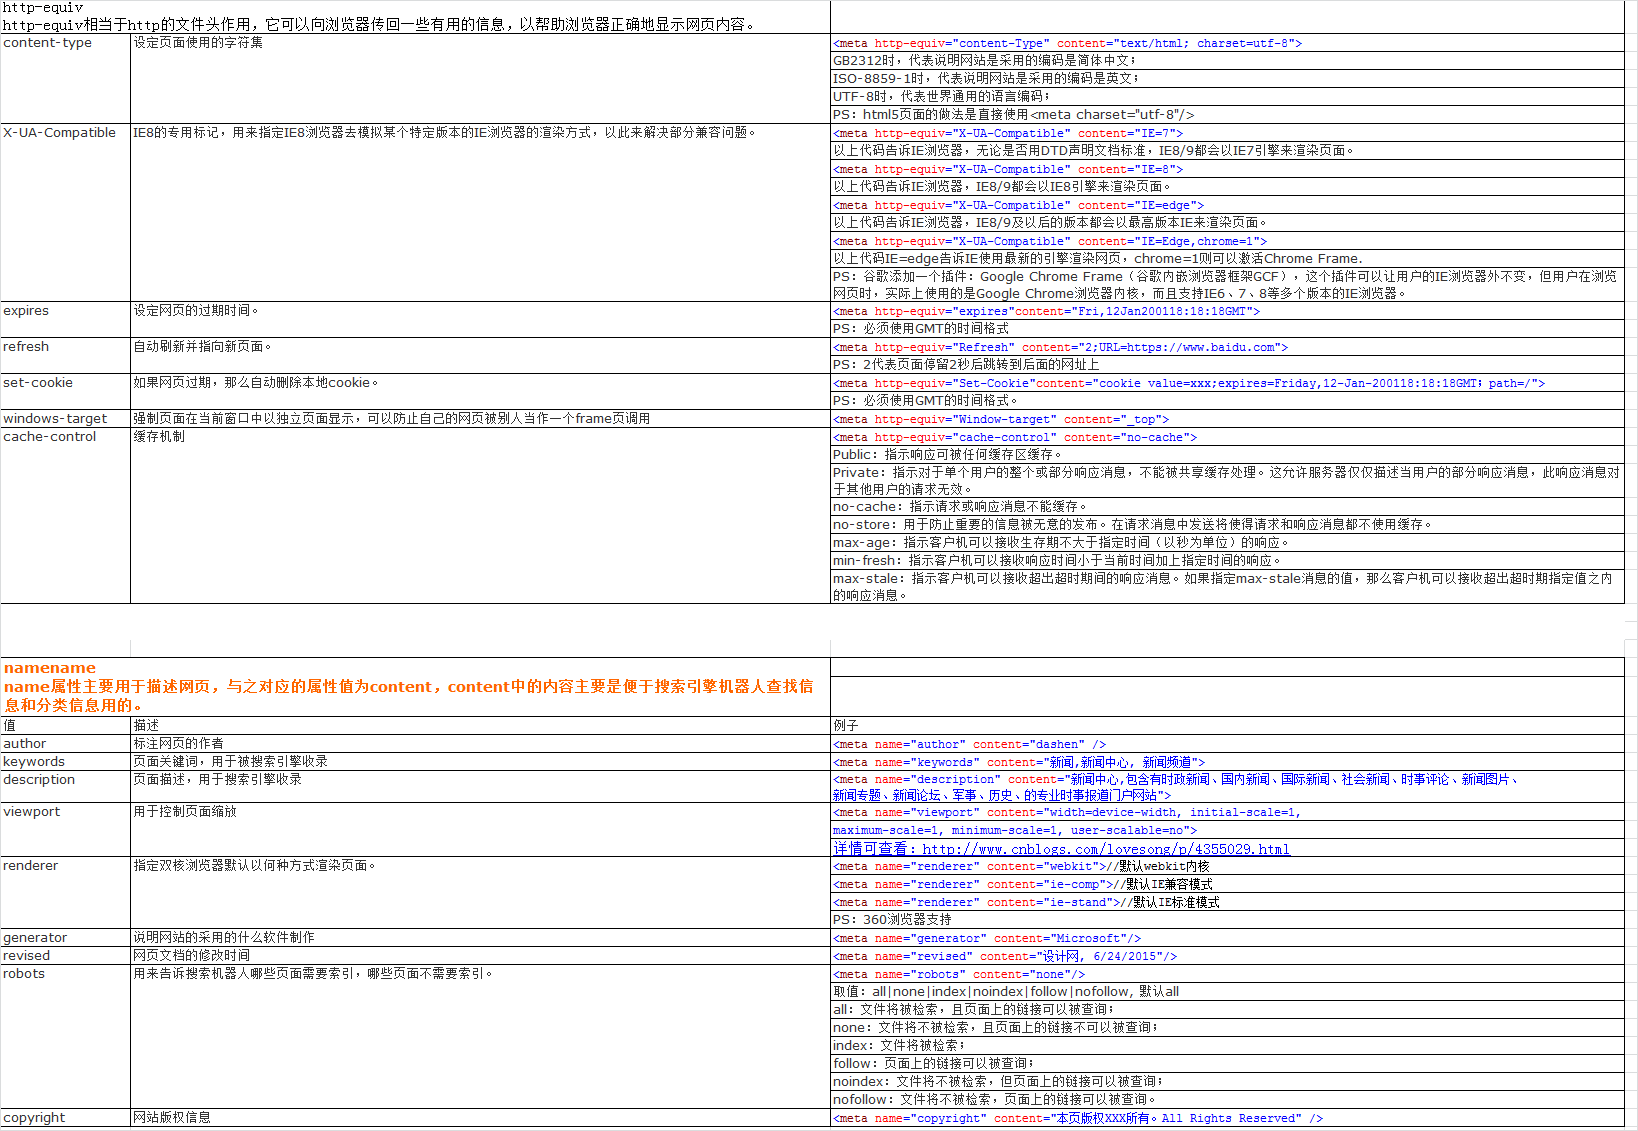 http-equiv
http-equiv相当于http的文件头作用，它可以向浏览器传回一些有用的信息，以帮助浏览器正确地显示网页内容。
content-type
设定页面使用的字符集
<meta http-equiv="content-Type" content="text/html; charset=utf-8">
GB2312时，代表说明网站是采用的编码是简体中文；
ISO-8859-1时，代表说明网站是采用的编码是英文；
UTF-8时，代表世界通用的语言编码；
PS：html5页面的做法是直接使用<meta charset="utf-8"/>
X-UA-Compatible
IE8的专用标记，用来指定IE8浏览器去模拟某个特定版本的IE浏览器的渲染方式，以此来解决部分兼容问题。
<meta http-equiv="X-UA-Compatible" content="IE=7">
以上代码告诉IE浏览器，无论是否用DTD声明文档标准，IE8/9都会以IE7引擎来渲染页面。
<meta http-equiv="X-UA-Compatible" content="IE=8">
以上代码告诉IE浏览器，IE8/9都会以IE8引擎来渲染页面。
<meta http-equiv="X-UA-Compatible" content="IE=edge">
以上代码告诉IE浏览器，IE8/9及以后的版本都会以最高版本IE来渲染页面。
<meta http-equiv="X-UA-Compatible" content="IE=Edge,chrome=1">
以上代码IE=edge告诉IE使用最新的引擎渲染网页，chrome=1则可以激活Chrome Frame.
PS：谷歌添加一个插件：Google Chrome Frame（谷歌内嵌浏览器框架GCF），这个插件可以让用户的IE浏览器外不变，但用户在浏览
网页时，实际上使用的是Google Chrome浏览器内核，而且支持IE6、7、8等多个版本的IE浏览器。
expires
设定网页的过期时间。
<meta http-equiv="expires"content="Fri,12Jan200118:18:18GMT">
PS：必须使用GMT的时间格式
refresh
自动刷新并指向新页面。
<meta http-equiv="Refresh" content="2;URL=https://www.baidu.com">
PS：2代表页面停留2秒后跳转到后面的网址上
set-cookie
如果网页过期，那么自动删除本地cookie。
<meta http-equiv="Set-Cookie"content="cookie value=xxx;expires=Friday,12-Jan-200118:18:18GMT；path=/">
PS：必须使用GMT的时间格式。
windows-target
强制页面在当前窗口中以独立页面显示，可以防止自己的网页被别人当作一个frame页调用
<meta http-equiv="Window-target" content="_top">
cache-control
缓存机制
<meta http-equiv="cache-control" content="no-cache">
Public：指示响应可被任何缓存区缓存。
Private：指示对于单个用户的整个或部分响应消息，不能被共享缓存处理。这允许服务器仅仅描述当用户的部分响应消息，此响应消息对
于其他用户的请求无效。
no-cache：指示请求或响应消息不能缓存。
no-store：用于防止重要的信息被无意的发布。在请求消息中发送将使得请求和响应消息都不使用缓存。
max-age：指示客户机可以接收生存期不大于指定时间（以秒为单位）的响应。
min-fresh：指示客户机可以接收响应时间小于当前时间加上指定时间的响应。
max-stale：指示客户机可以接收超出超时期间的响应消息。如果指定max-stale消息的值，那么客户机可以接收超出超时期指定值之内
的响应消息。
namename
name属性主要用于描述网页，与之对应的属性值为content，content中的内容主要是便于搜索引擎机器人查找信
息和分类信息用的。
值
描述
例子
author
标注网页的作者
<meta name="author" content="dashen" />
keywords
页面关键词，用于被搜索引擎收录
<meta name="keywords" content="新闻,新闻中心, 新闻频道">
description
页面描述，用于搜索引擎收录
<meta name="description" content="新闻中心,包含有时政新闻、国内新闻、国际新闻、社会新闻、时事评论、新闻图片、
新闻专题、新闻论坛、军事、历史、的专业时事报道门户网站">
viewport
用于控制页面缩放
<meta name="viewport" content="width=device-width, initial-scale=1,
maximum-scale=1, minimum-scale=1, user-scalable=no">
详情可查看：http://www.cnblogs.com/lovesong/p/4355029.html
renderer
指定双核浏览器默认以何种方式渲染页面。
<meta name="renderer" content="webkit">//默认webkit内核
<meta name="renderer" content="ie-comp">//默认IE兼容模式
<meta name="renderer" content="ie-stand">//默认IE标准模式
PS：360浏览器支持
generator
说明网站的采用的什么软件制作
<meta name="generator" content="Microsoft"/>
revised
网页文档的修改时间
<meta name="revised" content="设计网, 6/24/2015"/>
robots
用来告诉搜索机器人哪些页面需要索引，哪些页面不需要索引。
<meta name="robots" content="none"/>
取值：all|none|index|noindex|follow|nofollow, 默认all
all：文件将被检索，且页面上的链接可以被查询；
none：文件将不被检索，且页面上的链接不可以被查询；
index：文件将被检索；
follow：页面上的链接可以被查询；
noindex：文件将不被检索，但页面上的链接可以被查询；
nofollow：文件将不被检索，页面上的链接可以被查询。
copyright
网站版权信息
<meta name="copyright" content="本页版权XXX所有。All Rights Reserved" />